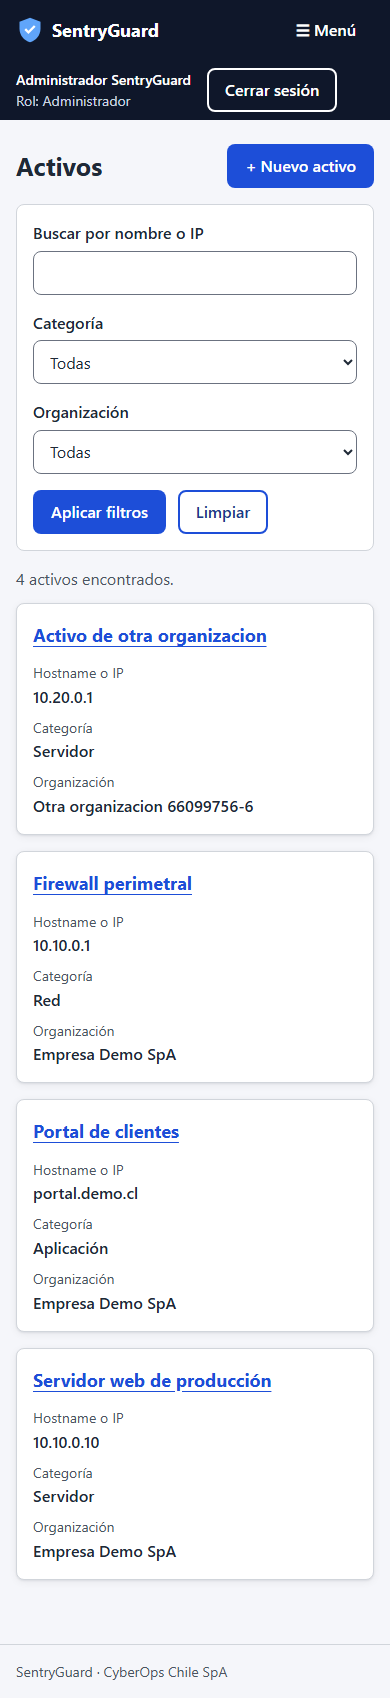 SentryGuard
☰ Menú
Administrador SentryGuard
Rol: Administrador
Cerrar sesión
Activos
+ Nuevo activo
Buscar por nombre o IP
Categoría
Todas
Organización
Todas
Aplicar filtros
Limpiar
4 activos encontrados.
Activo de otra organizacion
Hostname o IP
10.20.0.1
Categoría
Servidor
Organización
Otra organizacion 66099756-6
Firewall perimetral
Hostname o IP
10.10.0.1
Categoría
Red
Organización
Empresa Demo SpA
Portal de clientes
Hostname o IP
portal.demo.cl
Categoría
Aplicación
Organización
Empresa Demo SpA
Servidor web de producción
Hostname o IP
10.10.0.10
Categoría
Servidor
Organización
Empresa Demo SpA
SentryGuard · CyberOps Chile SpA